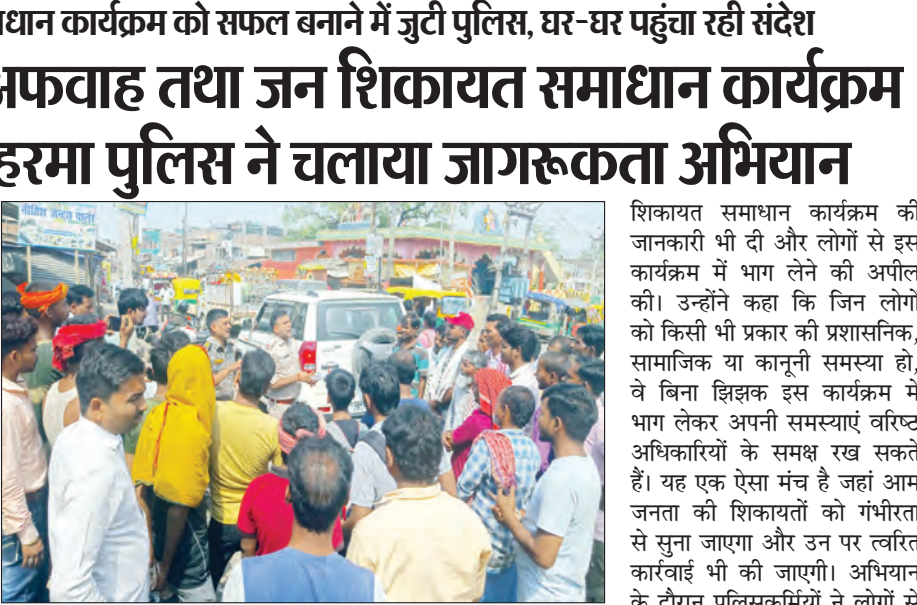 कार्यक्रम को सफल बनाने में जुटी पुलिस, घर-घर पहुंचा रही संदेश
अफवाह तथा जन शिकायत समाधान कार्यक्रम
पुलिस ने चलाया जागरूकता अभियान
शिकायत समाधान कार्यक्रम की
जानकारी भी दी और लोगों से इस
कार्यक्रम में भाग लेने की अपील
की। उन्होंने कहा कि जिन लोगों
को किसी भी प्रकार की प्रशासनिक,
सामाजिक या कानूनी समस्या हो,
वे बिना झिझक इस कार्यक्रम में
भाग लेकर अपनी समस्याएं वरिष्ठ
अधिकारियों के समक्ष रख सकते
हैं। यह एक ऐसा मंच है जहां आम
जनता की शिकायतों को गंभीरता
से सुना जाएगा और उन पर त्वरित
कार्रवाई भी की जाएगी। अभियान
के दौरान पुलिसकर्मियों ने लोगों से